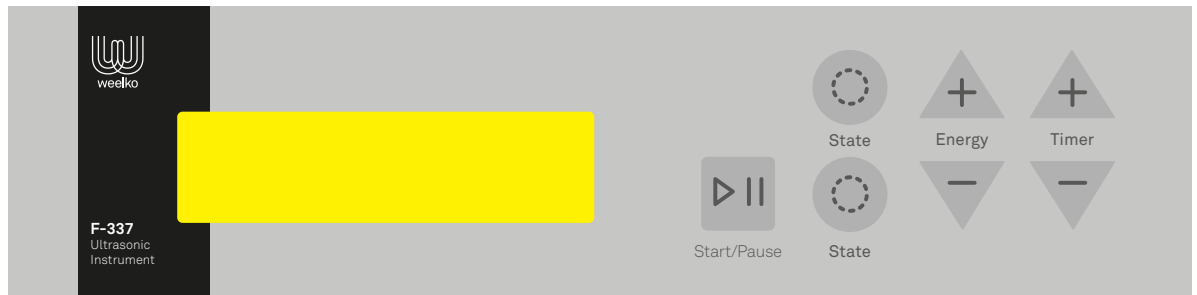 weelko
F-337
Ultrasonic
Instrument
Start/Pause
State
State
Energy
Timer